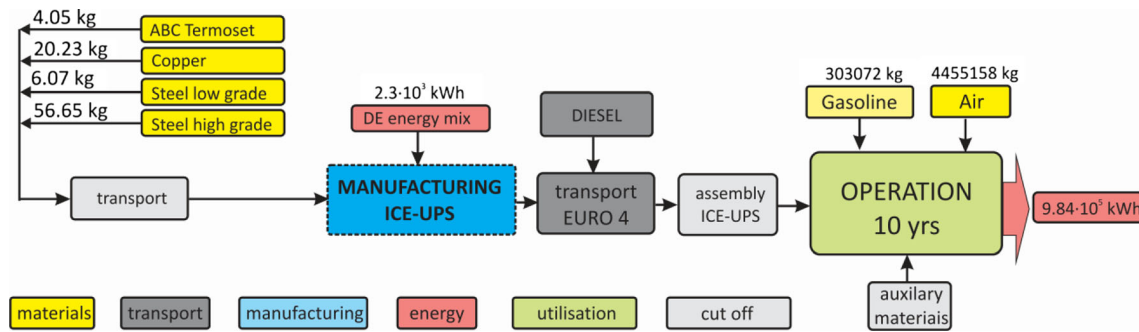 4.05 kg
ABC Termoset
20.23 kg
Copper
6.07 kg
Steel low grade
56.65 kg
Steel high grade
2.3·10³ kWh
DE energy mix
DIESEL
303072 kg
4455158 kg
Gasoline
Air
transport
MANUFACTURING
ICE-UPS
transport
EURO 4
assembly
ICE-UPS
OPERATION
10 yrs
9.84·10⁵ kWh
auxilary
materiais
materials
transport
manufacturing
energy
utilisation
cut off